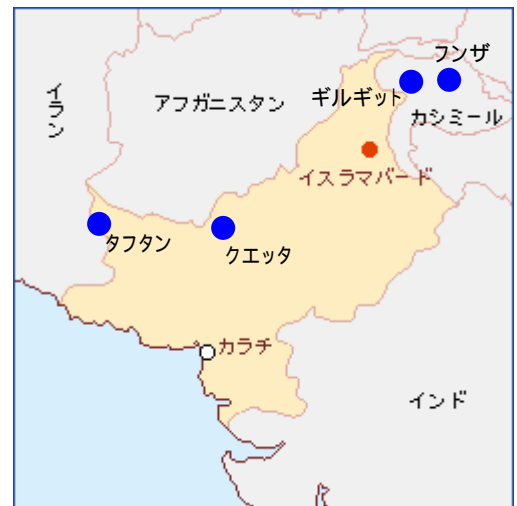 フンザ
イラン
アフガニスタン
ギルギット
カシミール
イスラマバード
タフタン
クエッタ
カラチ
インド